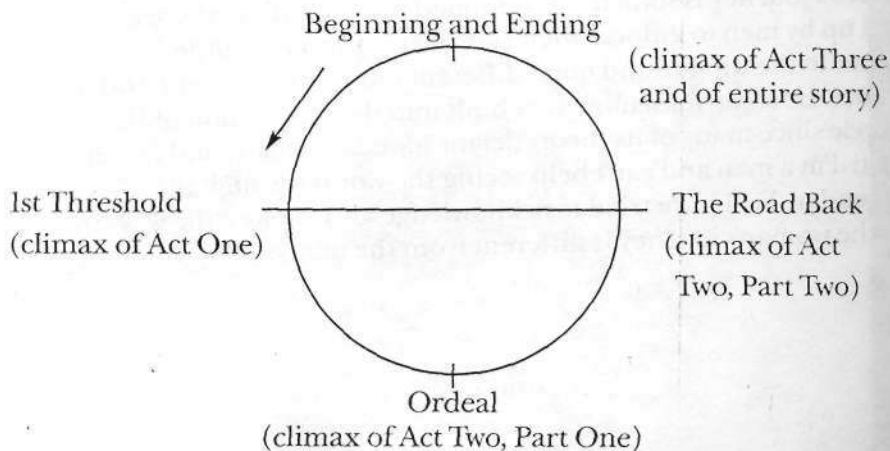 Beginning and Ending
(climax of Act Three
and of entire story)
1st Threshold
(climax of Act One)
The Road Back
(climax of Act
Two, Part Two)
Ordeal
(climax of Act Two, Part One)